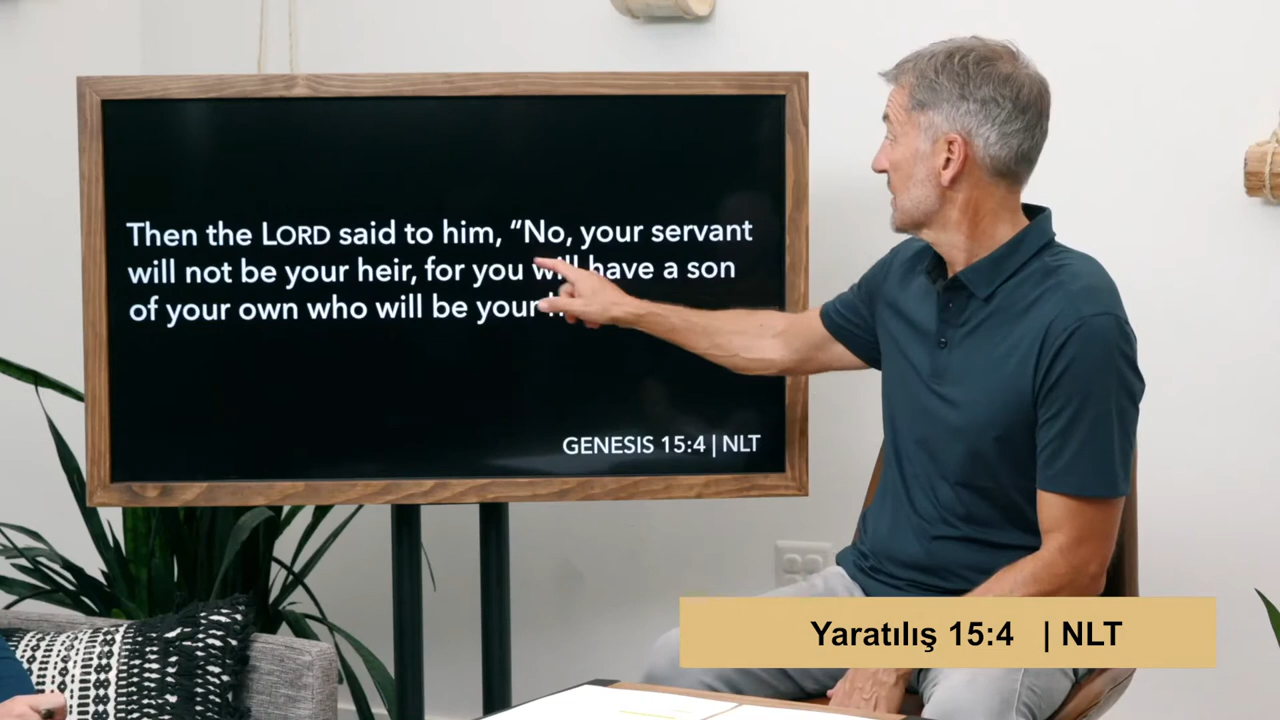 Then the LORD said to him, “No, your servant
will not be your heir, for you will have a son
of your own who will be your
GENESIS 15:4 | NLT
Yaratılış 15:4 | NLT